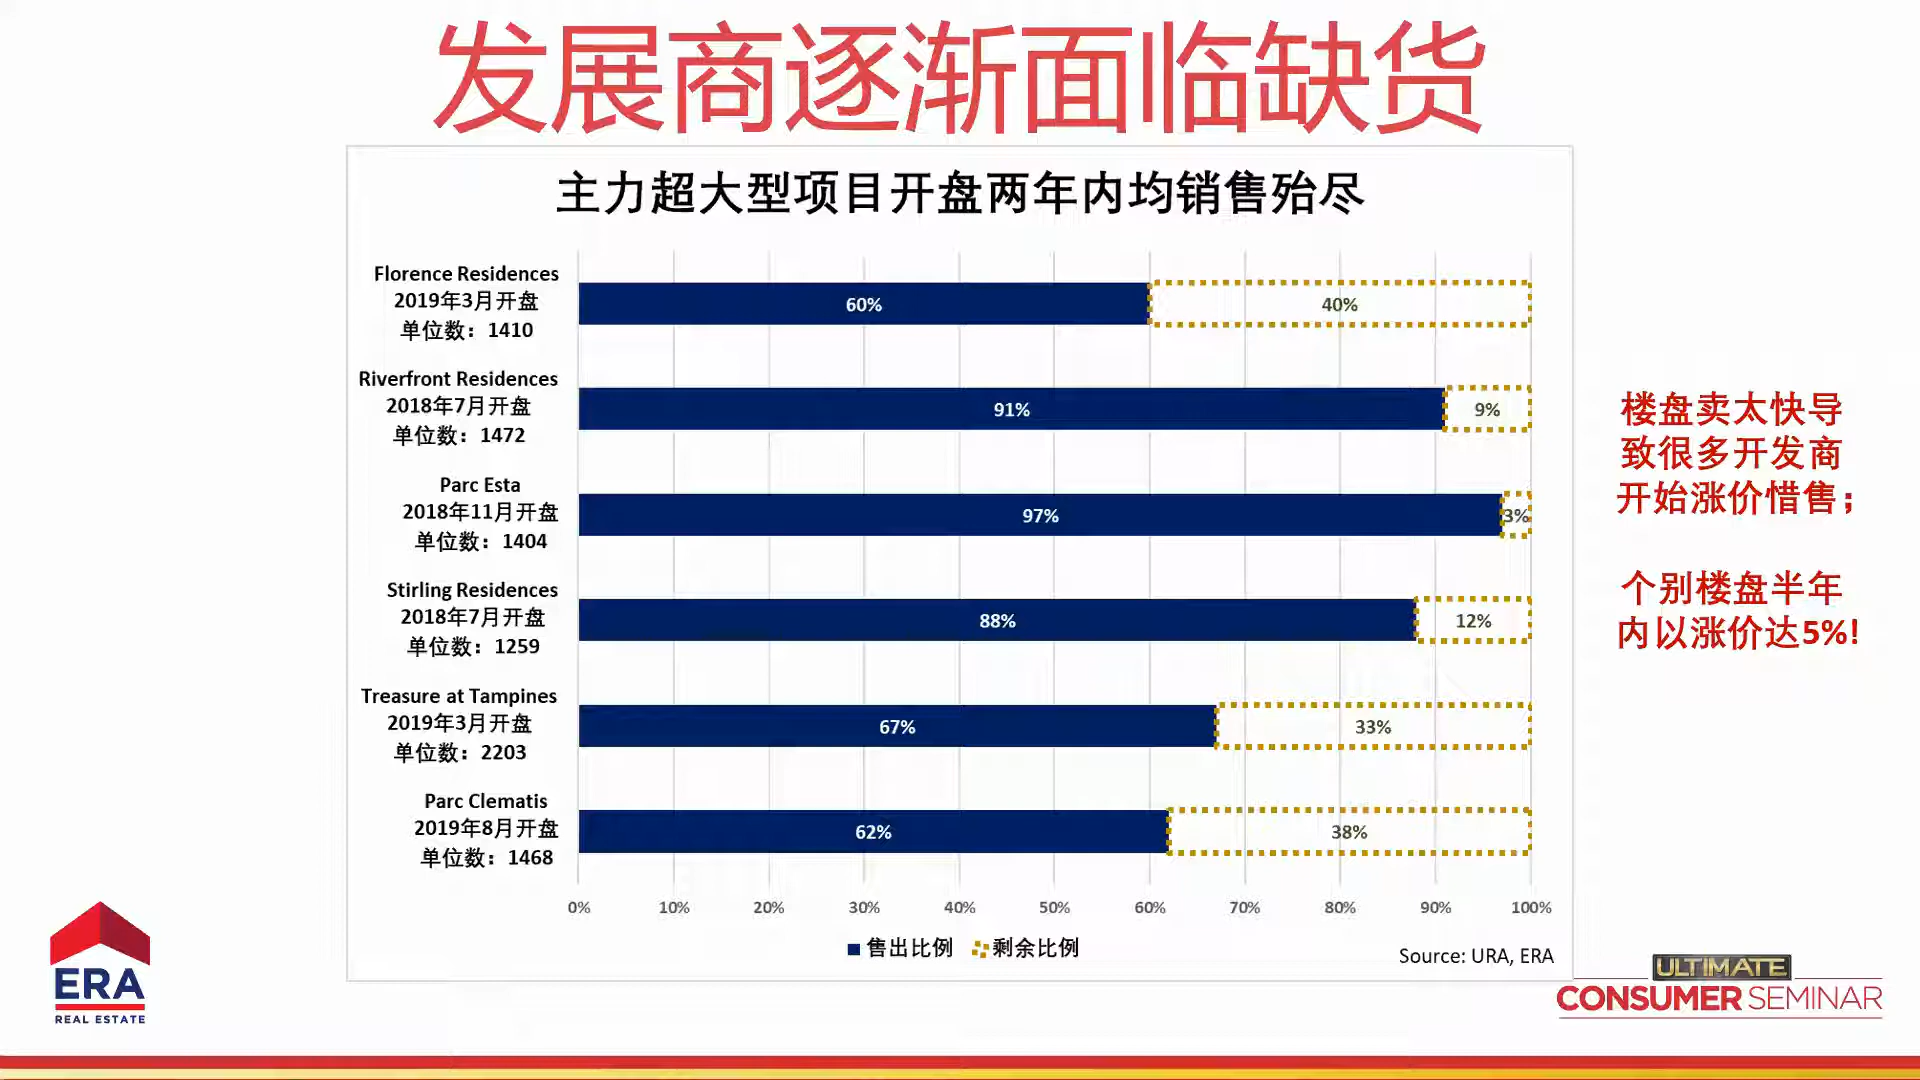 发展商逐渐面临缺货
主力超大型项目开盘两年内均销售殆尽
Florence Residences
2019年3月开盘
单位数：1410
60%
40%
Riverfront Residences
2018年7月开盘
单位数：1472
91%
9%
Parc Esta
2018年11月开盘
单位数：1404
97%
3%
Stirling Residences
2018年7月开盘
单位数：1259
88%
12%
Treasure at Tampines
2019年3月开盘
单位数：2203
67%
33%
Parc Clematis
2019年8月开盘
单位数：1468
62%
38%
0% 10% 20% 30% 40% 50% 60% 70% 80% 90% 100%
售出比例 剩余比例
Source: URA, ERA
楼盘卖太快导
致很多开发商
开始涨价惜售；
个别楼盘半年
内以涨价达5%!
ERA
REAL ESTATE
ULTIMATE
CONSUMER SEMINAR